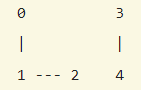 0          3
|          |
1 --- 2    4